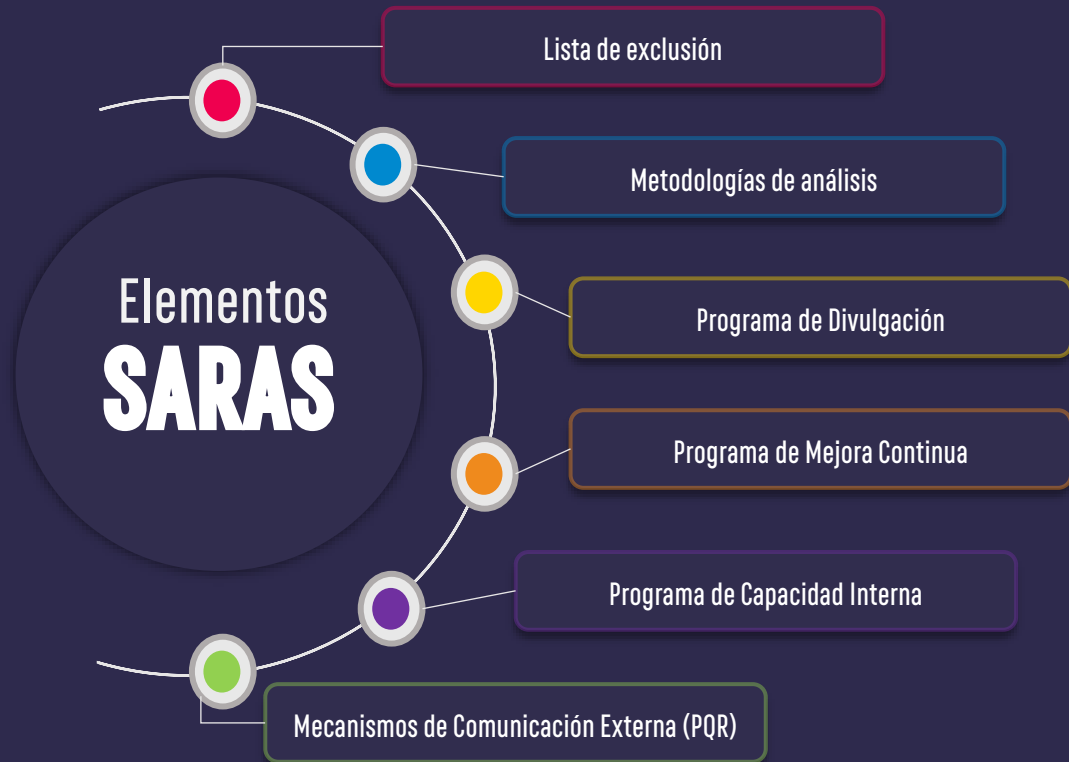 Lista de exclusión
Metodologías de análisis
Elementos
SARAS
Programa de Divulgación
Programa de Mejora Continua
Programa de Capacidad Interna
Mecanismos de Comunicación Externa (PQR)